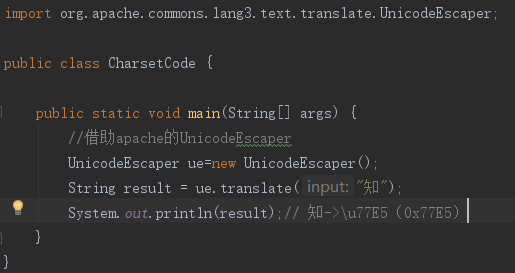 import org.apache.commons.lang3.text.translate.UnicodeEscaper;
public class CharsetCode {
public static void main(String[] args) {
//借助apache的UnicodeEscaper
UnicodeEscaper ue=new UnicodeEscaper();
String result = ue.translate( input: "知");
System.out.println(result);// 知->\u77E5（0x77E5）
}
}